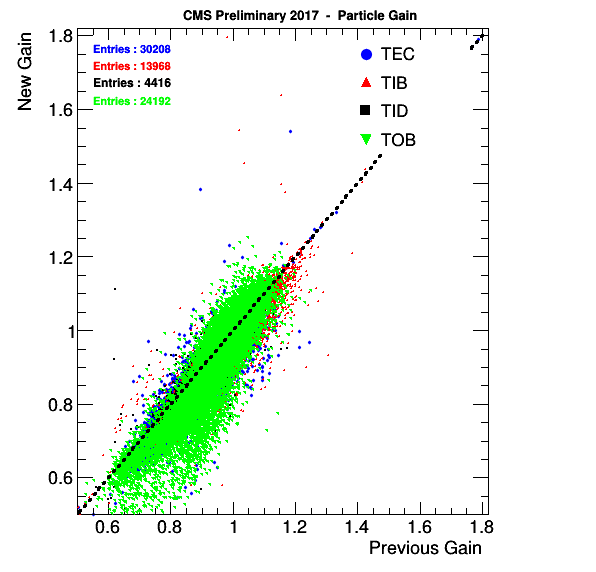 CMS Preliminary 2017 - Particle Gain
New Gain
Entries : 30208
Entries : 13968
Entries : 4416
Entries : 24192
TEC
TIB
TID
TOB
1.8
1.6
1.4
1.2
1
0.8
0.6
0.6 0.8 1 1.2 1.4 1.6 1.8
Previous Gain